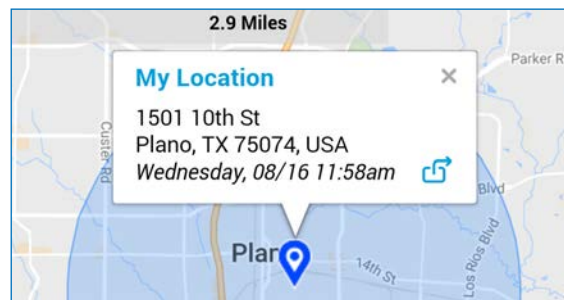 2.9 Miles
My Location
1501 10th St
Plano, TX 75074, USA
Wednesday, 08/16 11:58am
Parker R
Custer Rd
Blvd
Plan
14th St
Los Rios Blvd